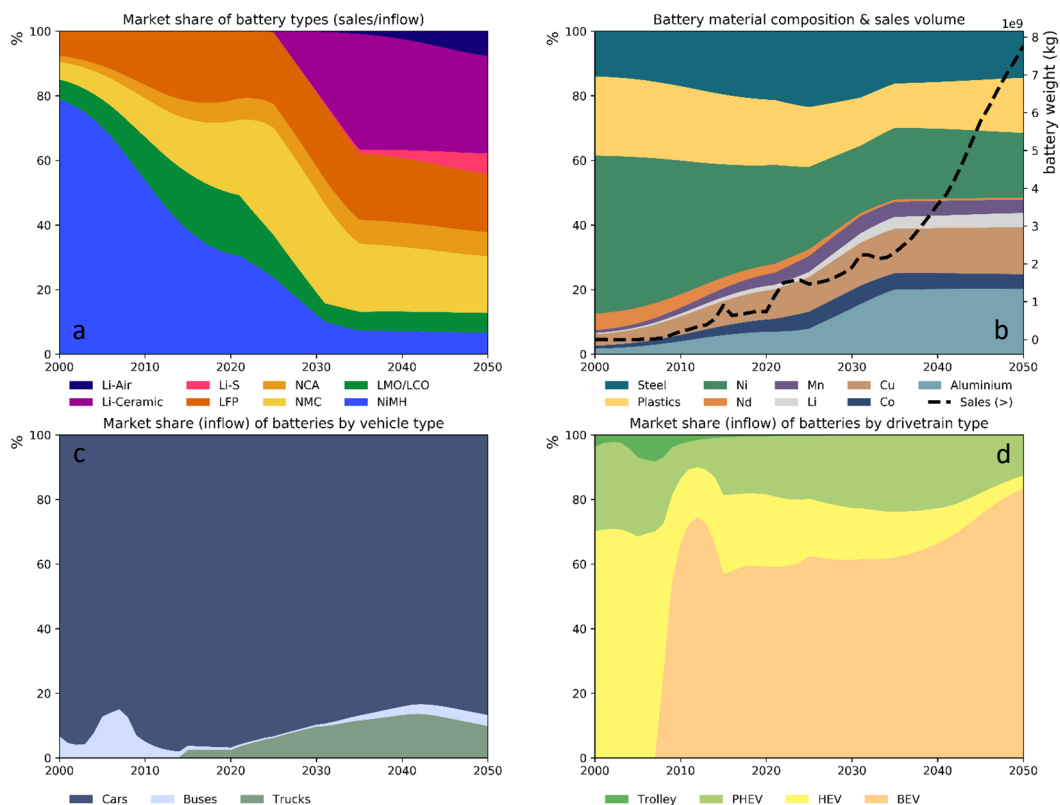 Market share of battery types (sales/inflow)
%
100
80
60
40
20
0
a
2000 2010 2020 2030 2040 2050
Li-Air Li-S NCA LMO/LCO
Li-Ceramic LFP NMC NiMH
Battery material composition & sales volume
1e9
%
100
80
60
40
20
0
8
7
6
5
4
3
2
1
0
battery weight (kg)
b
2000 2010 2020 2030 2040 2050
Steel Ni Mn Cu Aluminium
Plastics Nd Li Co Sales (>)
Market share (inflow) of batteries by vehicle type
%
100
80
60
40
20
0
c
2000 2010 2020 2030 2040 2050
Cars Buses Trucks
Market share (inflow) of batteries by drivetrain type
%
100
80
60
40
20
0
d
2000 2010 2020 2030 2040 2050
Trolley PHEV HEV BEV